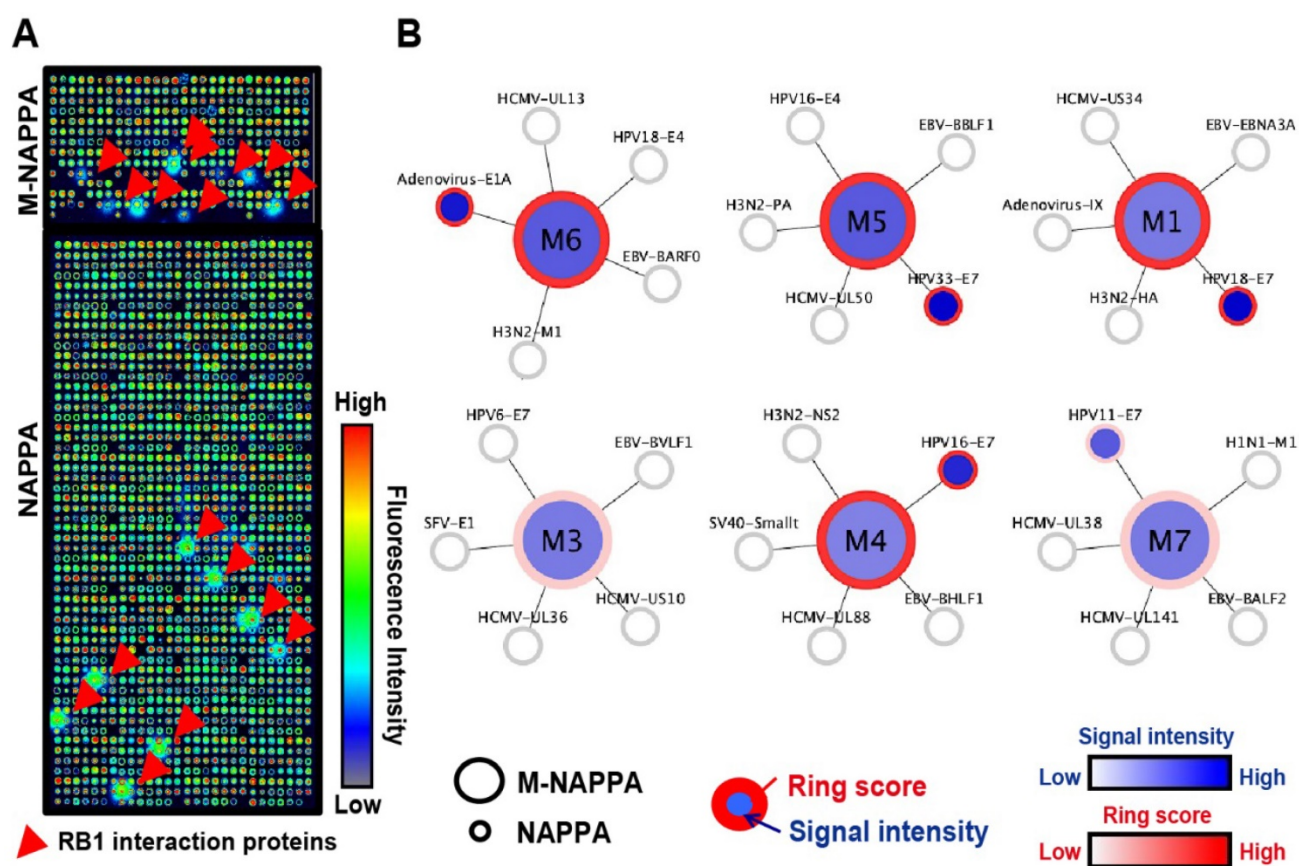 A
B
M-NAPPA
NAPPA
High
Fluorescence Intensity
Low
RB1 interaction proteins
HCMV-UL13
HPV18-E4
Adenovirus-E1A
M6
EBV-BARF0
H3N2-M1
HPV16-E4
EBV-BBLF1
H3N2-PA
M5
HCMV-UL50
HPV33-E7
HCMV-US34
EBV-EBNA3A
Adenovirus-IX
M1
H3N2-HA
HPV18-E7
HPV6-E7
EBV-BVLF1
SFV-E1
M3
HCMV-UL36
HCMV-US10
H3N2-NS2
HPV16-E7
SV40-Smallt
M4
HCMV-UL88
EBV-BHLF1
HPV11-E7
H1N1-M1
HCMV-UL38
M7
HCMV-UL141
EBV-BALF2
M-NAPPA
NAPPA
Ring score
Signal intensity
Signal intensity
Low High
Ring score
Low High